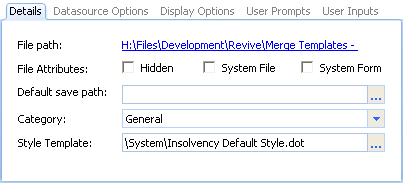 Details Datasource Options Display Options User Prompts User Inputs
File path: H:\Files\Development\Revive\Merge Templates -
File Attributes: Hidden System File System Form
Default save path: ...
Category: General
Style Template: \System\Insolvency Default Style.dot ...